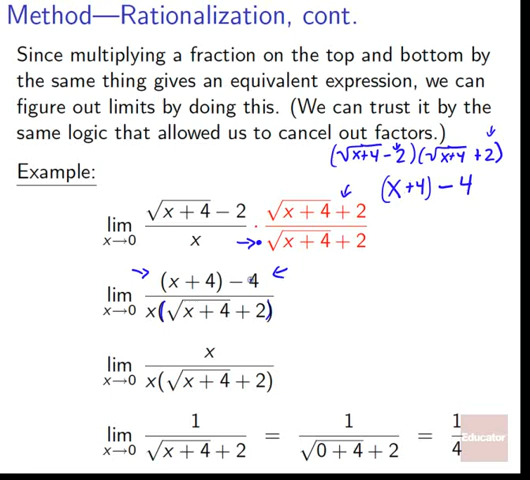 Method—Rationalization, cont.
Since multiplying a fraction on the top and bottom by
the same thing gives an equivalent expression, we can
figure out limits by doing this. (We can trust it by the
same logic that allowed us to cancel out factors.)
(√x+4 - 2)(√x+4 + 2)
Example:
(x+4) - 4
lim x→0 (√x + 4 − 2)/x · (√x + 4 + 2)/(√x + 4 + 2)
lim x→0 ((x + 4) − 4)/(x(√x + 4 + 2))
lim x→0 x/(x(√x + 4 + 2))
lim x→0 1/(√x + 4 + 2) = 1/(√0 + 4 + 2) = 1/4
Educator